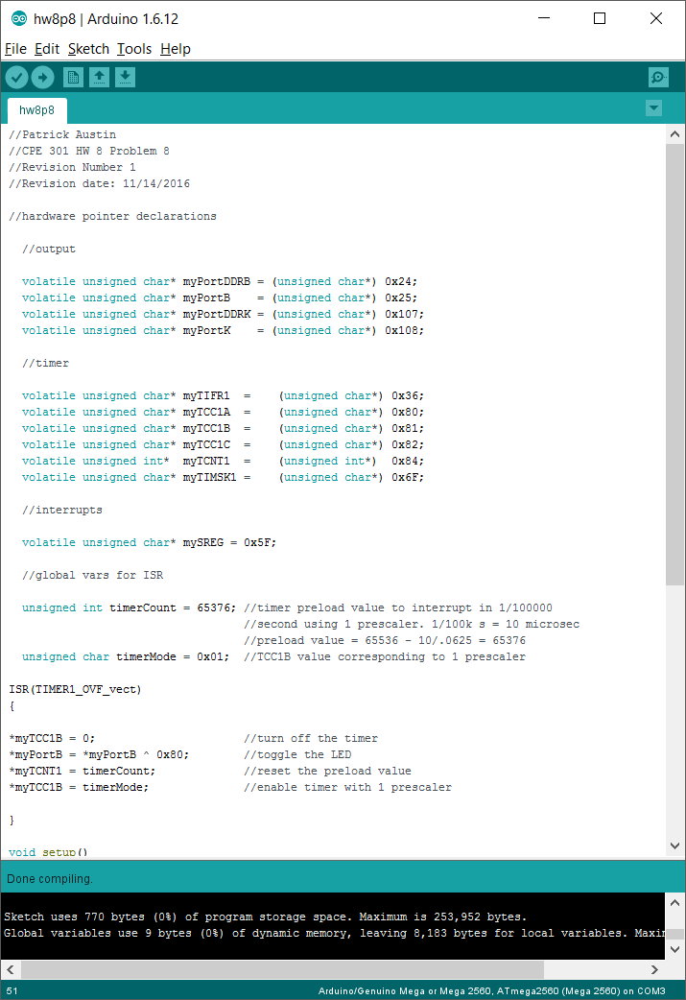 hw8p8 | Arduino 1.6.12
File Edit Sketch Tools Help
hw8p8
//Patrick Austin
//CPE 301 HW 8 Problem 8
//Revision Number 1
//Revision date: 11/14/2016
//hardware pointer declarations
//output
volatile unsigned char* myPortDDRB = (unsigned char*) 0x24;
volatile unsigned char* myPortB    = (unsigned char*) 0x25;
volatile unsigned char* myPortDDRK = (unsigned char*) 0x107;
volatile unsigned char* myPortK    = (unsigned char*) 0x108;
//timer
volatile unsigned char* myTIFR1  =    (unsigned char*) 0x36;
volatile unsigned char* myTCC1A  =    (unsigned char*) 0x80;
volatile unsigned char* myTCC1B  =    (unsigned char*) 0x81;
volatile unsigned char* myTCC1C  =    (unsigned char*) 0x82;
volatile unsigned int*  myTCNT1  =    (unsigned int*)  0x84;
volatile unsigned char* myTIMSK1 =    (unsigned char*) 0x6F;
//interrupts
volatile unsigned char* mySREG = 0x5F;
//global vars for ISR
unsigned int timerCount = 65376; //timer preload value to interrupt in 1/100000
//second using 1 prescaler. 1/100k s = 10 microsec
//preload value = 65536 - 10/.0625 = 65376
unsigned char timerMode = 0x01;  //TCC1B value corresponding to 1 prescaler
ISR(TIMER1_OVF_vect)
{
*myTCC1B = 0;                      //turn off the timer
*myPortB = *myPortB ^ 0x80;        //toggle the LED
*myTCNT1 = timerCount;             //reset the preload value
*myTCC1B = timerMode;              //enable timer with 1 prescaler
}
void setup()
Done compiling.
Sketch uses 770 bytes (0%) of program storage space. Maximum is 253,952 bytes.
Global variables use 9 bytes (0%) of dynamic memory, leaving 8,183 bytes for local variables.
51 Arduino/Genuino Mega or Mega 2560, ATmega2560 (Mega 2560) on COM3